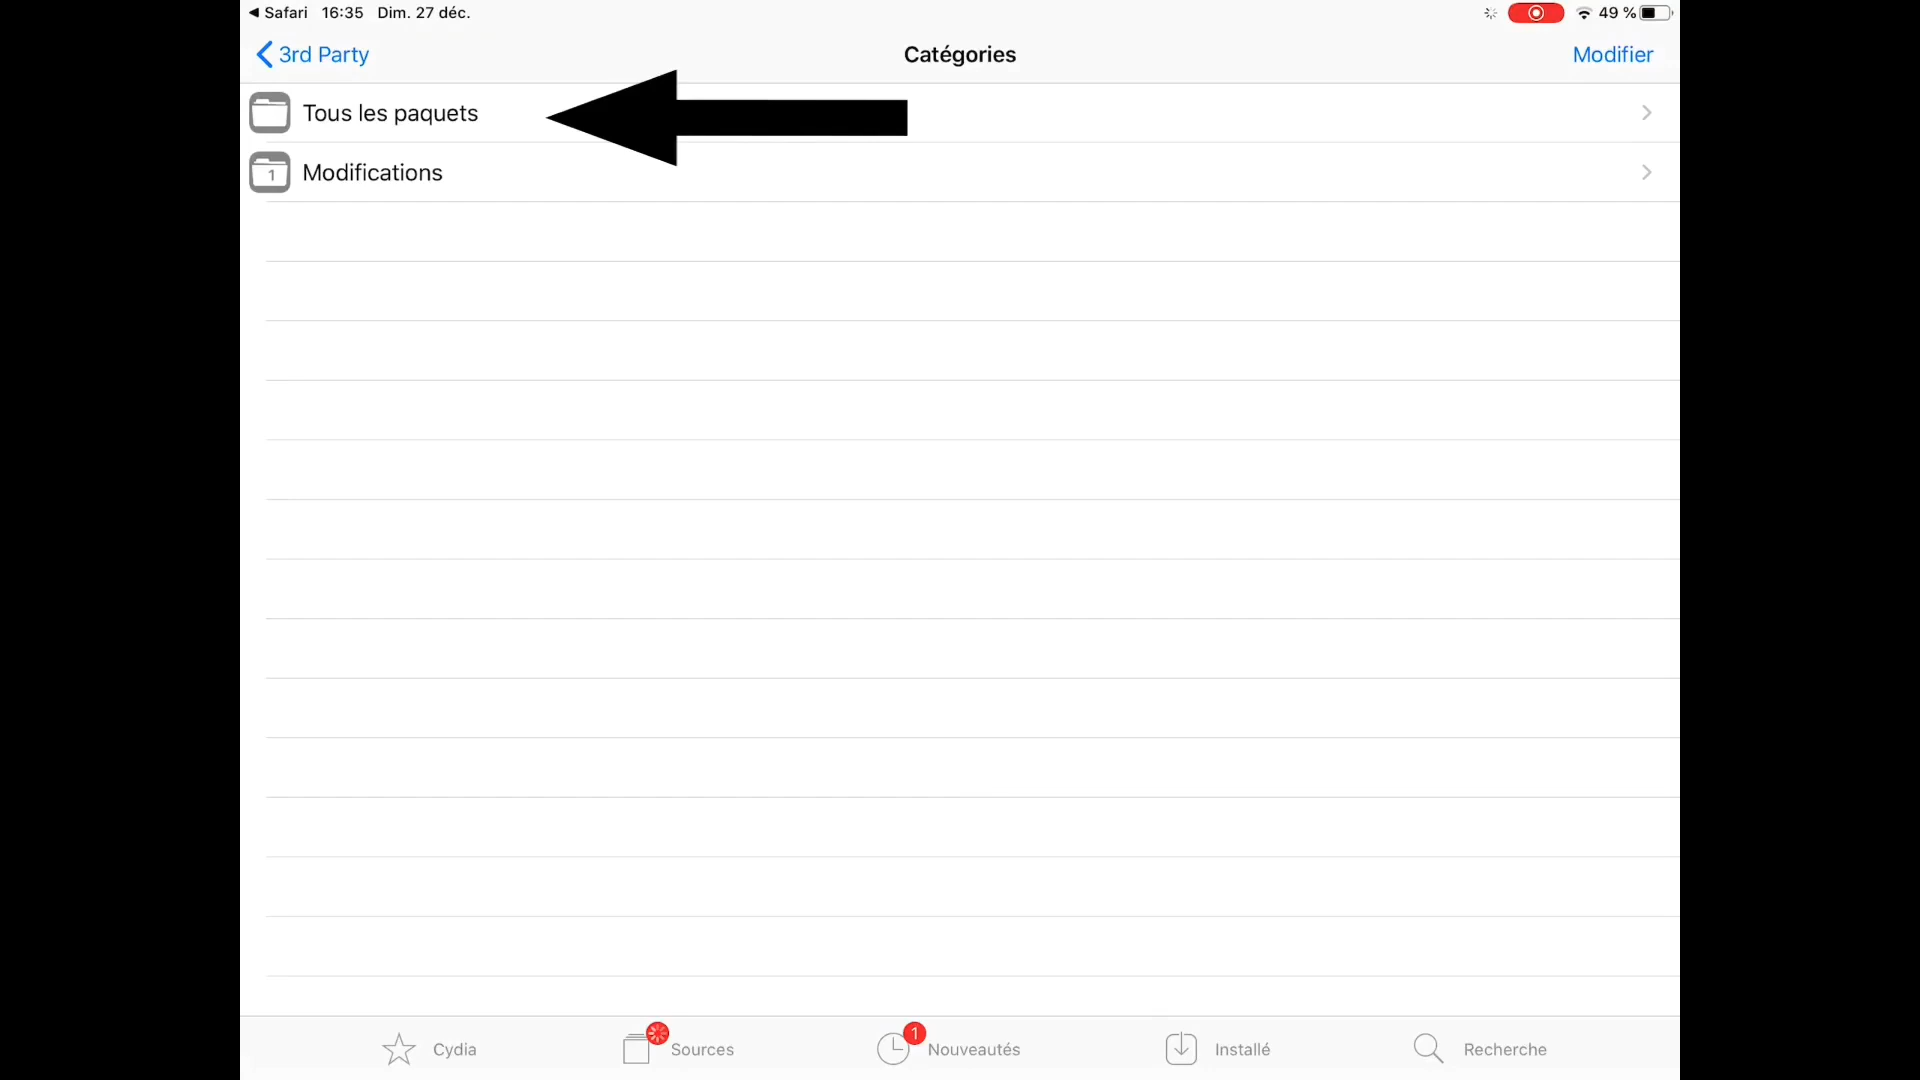 Safari 16:35 Dim. 27 déc. 49 %
3rd Party Catégories Modifier
Tous les paquets
1 Modifications
Cydia Sources 1 Nouveautés Installé Recherche